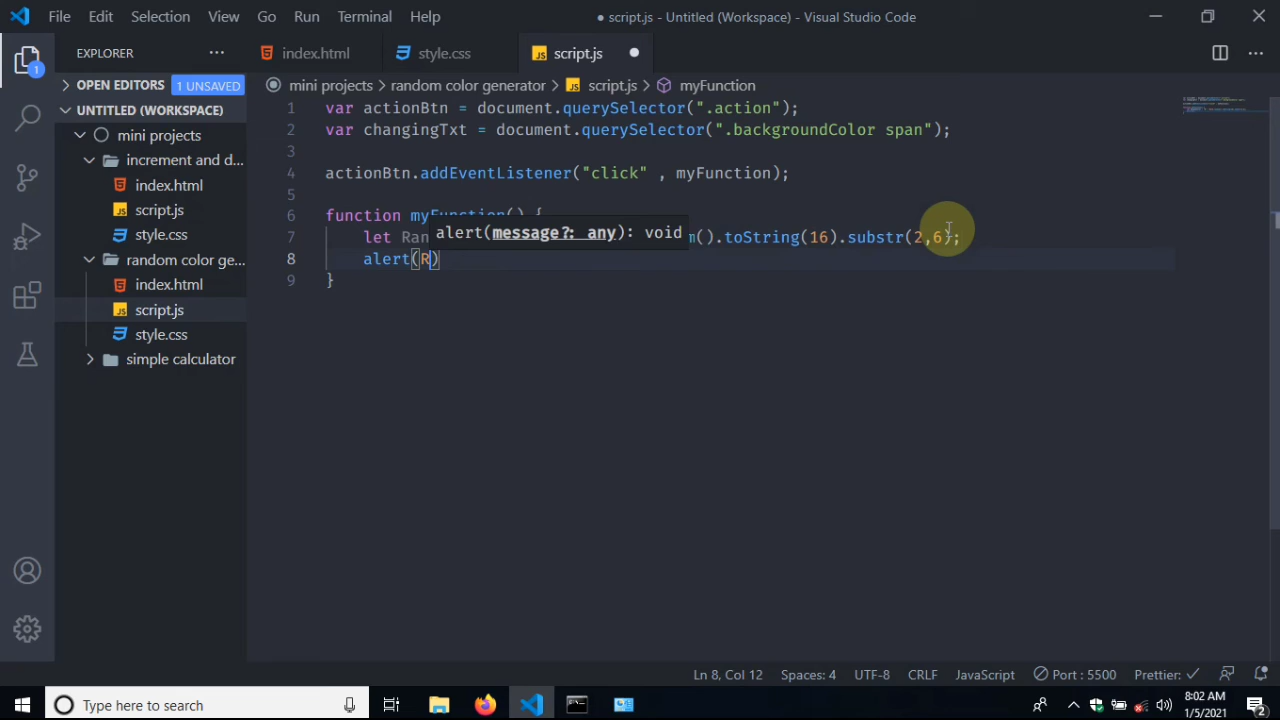 File Edit Selection View Go Run Terminal Help
● script.js - Untitled (Workspace) - Visual Studio Code
EXPLORER ···
index.html
style.css
script.js ●
OPEN EDITORS 1 UNSAVED
mini projects > random color generator > script.js > myFunction
UNTITLED (WORKSPACE)
mini projects
increment and d...
index.html
script.js
style.css
random color ge...
index.html
script.js
style.css
simple calculator
1
1 var actionBtn = document.querySelector(".action");
2 var changingTxt = document.querySelector(".backgroundColor span");
3
4 actionBtn.addEventListener("click" , myFunction);
5
6 function myFunction() {
alert(message?: any): void
7 let Ran m().toString(16).substr(2,6);
8 alert(R)
9 }
Ln 8, Col 12 Spaces: 4 UTF-8 CRLF JavaScript Port : 5500 Prettier: ✓
Type here to search
8:02 AM
1/5/2021
2